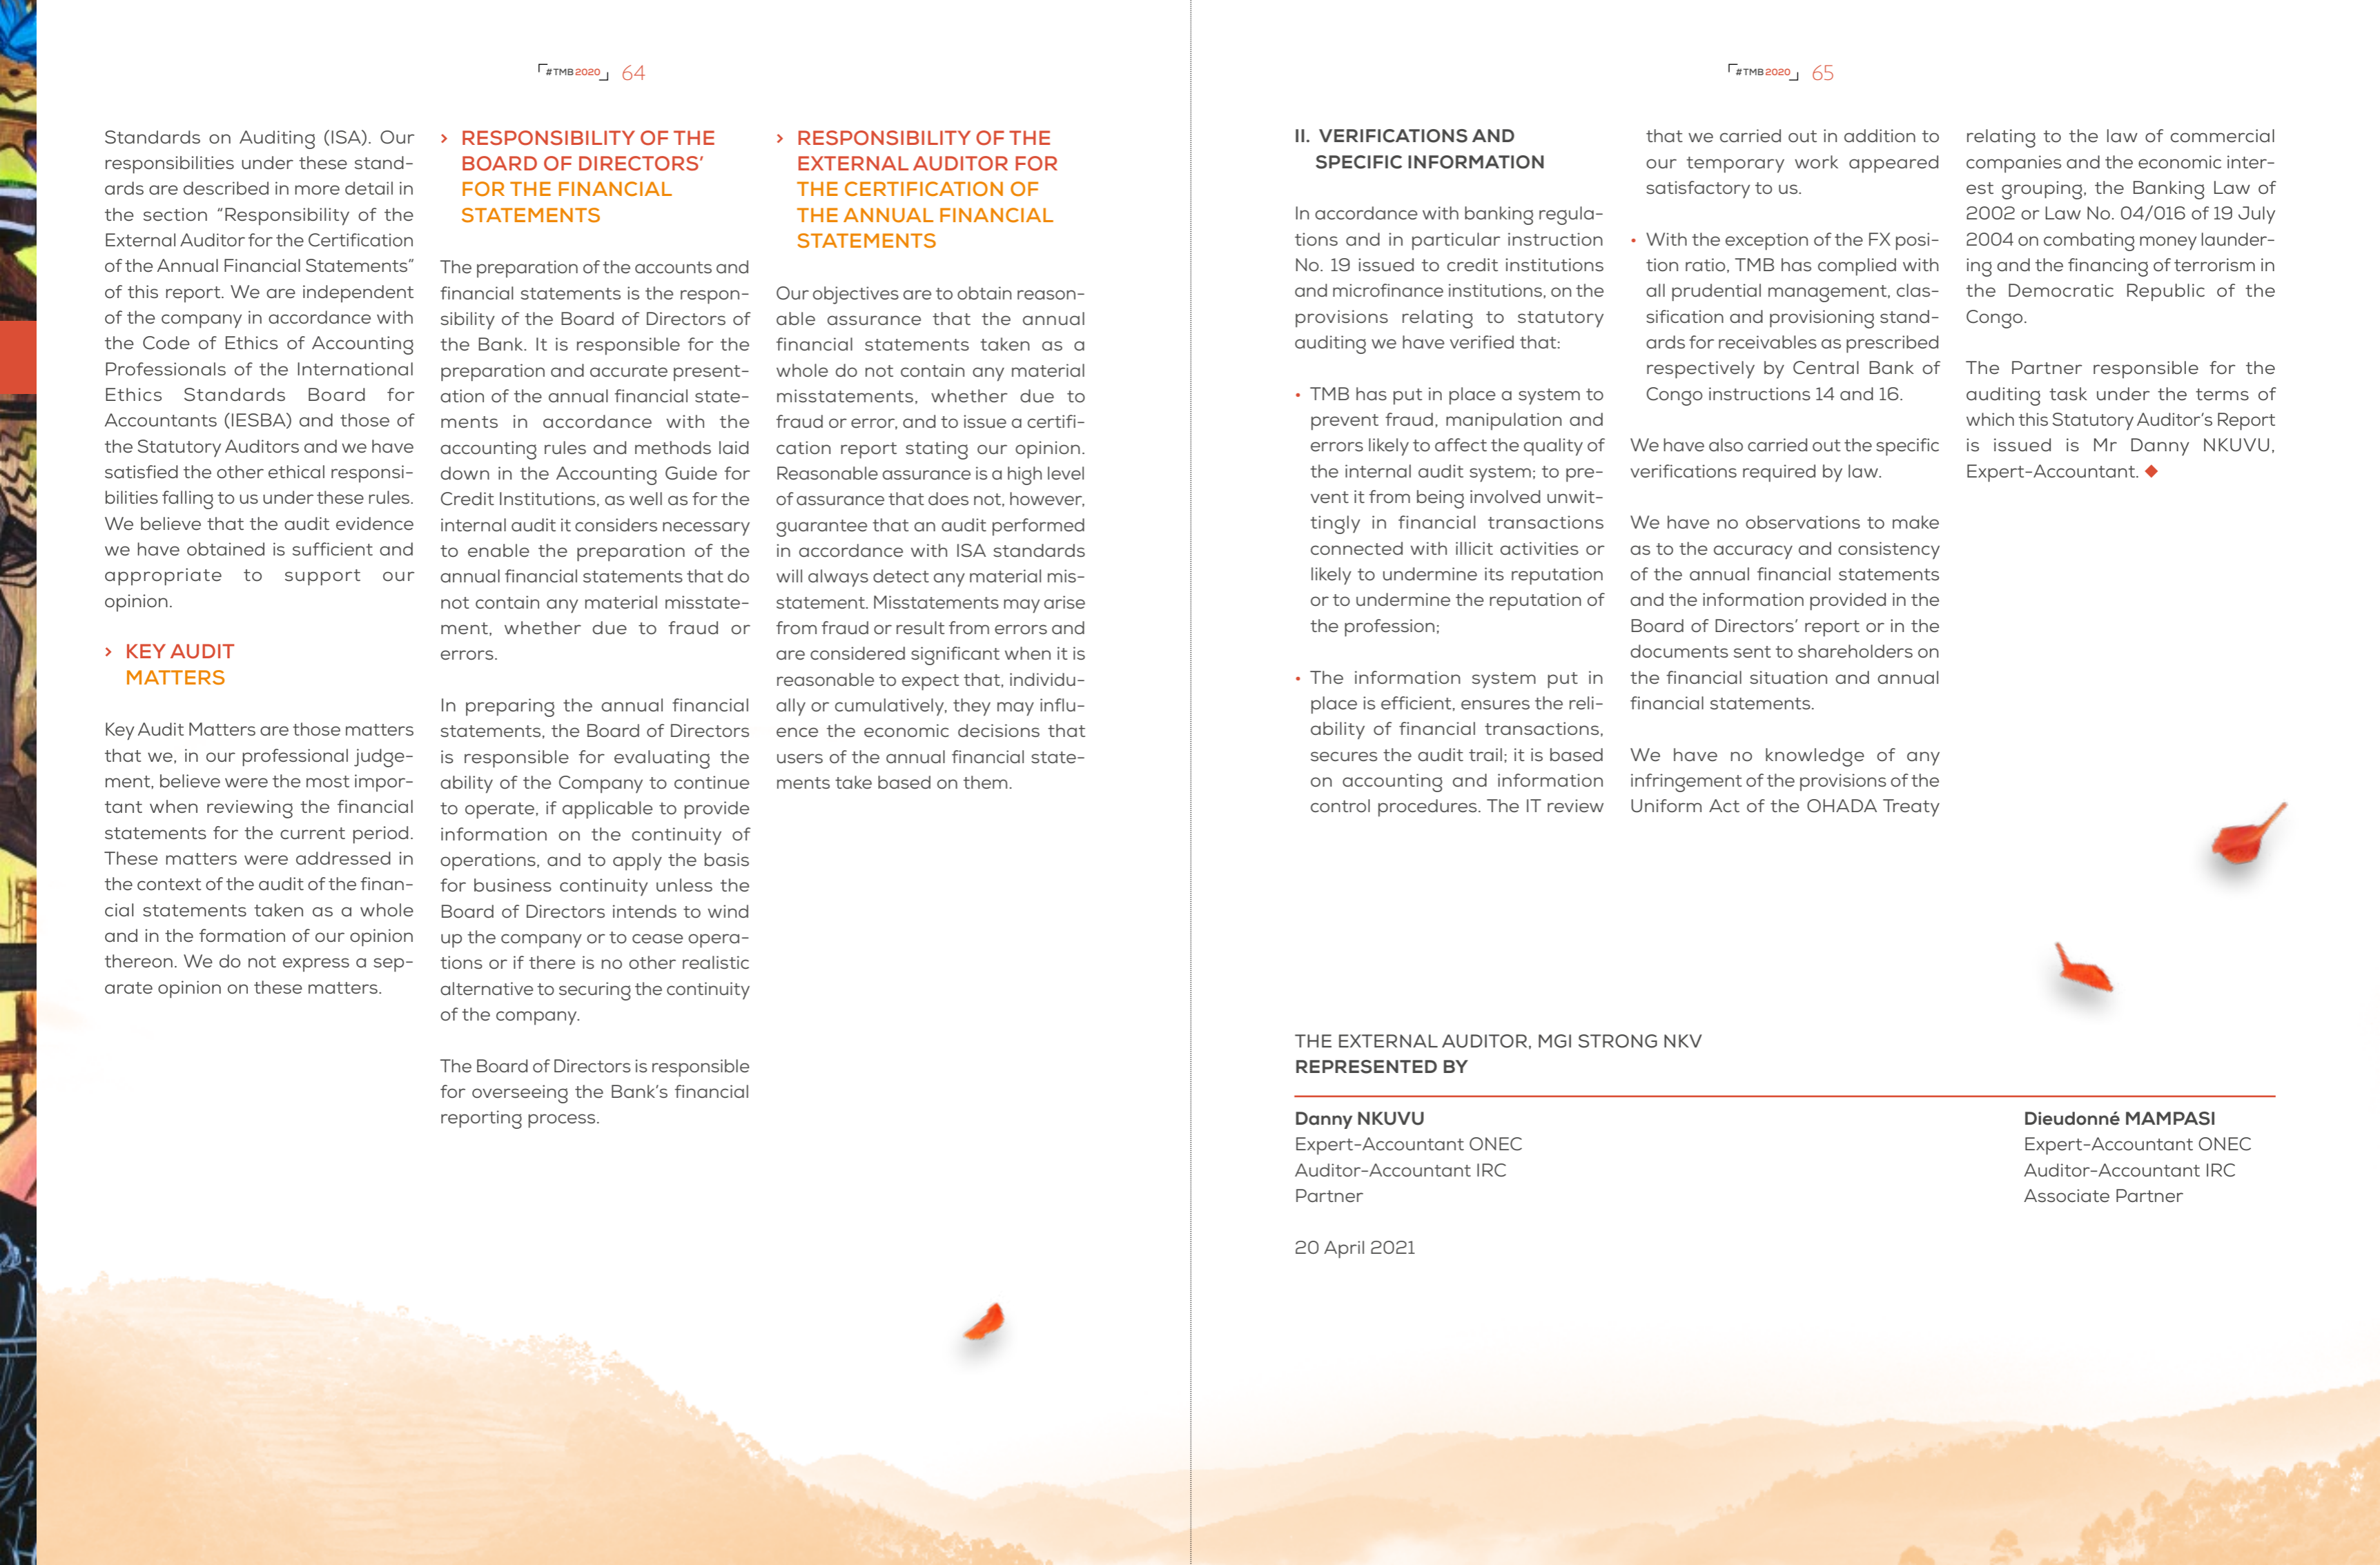 #TMB2020 64
Standards on Auditing (ISA). Our
responsibilities under these stand-
ards are described in more detail in
the section “Responsibility of the
External Auditor for the Certification
of the Annual Financial Statements”
of this report. We are independent
of the company in accordance with
the Code of Ethics of Accounting
Professionals of the International
Ethics Standards Board for
Accountants (IESBA) and those of
the Statutory Auditors and we have
satisfied the other ethical responsi-
bilities falling to us under these rules.
We believe that the audit evidence
we have obtained is sufficient and
appropriate to support our
opinion.
> KEY AUDIT
MATTERS
Key Audit Matters are those matters
that we, in our professional judge-
ment, believe were the most impor-
tant when reviewing the financial
statements for the current period.
These matters were addressed in
the context of the audit of the finan-
cial statements taken as a whole
and in the formation of our opinion
thereon. We do not express a sep-
arate opinion on these matters.
> RESPONSIBILITY OF THE
BOARD OF DIRECTORS’
FOR THE FINANCIAL
STATEMENTS
The preparation of the accounts and
financial statements is the respon-
sibility of the Board of Directors of
the Bank. It is responsible for the
preparation and accurate present-
ation of the annual financial state-
ments in accordance with the
accounting rules and methods laid
down in the Accounting Guide for
Credit Institutions, as well as for the
internal audit it considers necessary
to enable the preparation of the
annual financial statements that do
not contain any material misstate-
ment, whether due to fraud or
errors.
In preparing the annual financial
statements, the Board of Directors
is responsible for evaluating the
ability of the Company to continue
to operate, if applicable to provide
information on the continuity of
operations, and to apply the basis
for business continuity unless the
Board of Directors intends to wind
up the company or to cease opera-
tions or if there is no other realistic
alternative to securing the continuity
of the company.
The Board of Directors is responsible
for overseeing the Bank’s financial
reporting process.
> RESPONSIBILITY OF THE
EXTERNAL AUDITOR FOR
THE CERTIFICATION OF
THE ANNUAL FINANCIAL
STATEMENTS
Our objectives are to obtain reason-
able assurance that the annual
financial statements taken as a
whole do not contain any material
misstatements, whether due to
fraud or error, and to issue a certifi-
cation report stating our opinion.
Reasonable assurance is a high level
of assurance that does not, however,
guarantee that an audit performed
in accordance with ISA standards
will always detect any material mis-
statement. Misstatements may arise
from fraud or result from errors and
are considered significant when it is
reasonable to expect that, individu-
ally or cumulatively, they may influ-
ence the economic decisions that
users of the annual financial state-
ments take based on them.
#TMB2020 65
II. VERIFICATIONS AND
SPECIFIC INFORMATION
In accordance with banking regula-
tions and in particular instruction
No. 19 issued to credit institutions
and microfinance institutions, on the
provisions relating to statutory
auditing we have verified that:
• TMB has put in place a system to
prevent fraud, manipulation and
errors likely to affect the quality of
the internal audit system; to pre-
vent it from being involved unwit-
tingly in financial transactions
connected with illicit activities or
likely to undermine its reputation
or to undermine the reputation of
the profession;
• The information system put in
place is efficient, ensures the reli-
ability of financial transactions,
secures the audit trail; it is based
on accounting and information
control procedures. The IT review
that we carried out in addition to
our temporary work appeared
satisfactory to us.
• With the exception of the FX posi-
tion ratio, TMB has complied with
all prudential management, clas-
sification and provisioning stand-
ards for receivables as prescribed
respectively by Central Bank of
Congo instructions 14 and 16.
We have also carried out the specific
verifications required by law.
We have no observations to make
as to the accuracy and consistency
of the annual financial statements
and the information provided in the
Board of Directors’ report or in the
documents sent to shareholders on
the financial situation and annual
financial statements.
We have no knowledge of any
infringement of the provisions of the
Uniform Act of the OHADA Treaty
relating to the law of commercial
companies and the economic inter-
est grouping, the Banking Law of
2002 or Law No. 04/016 of 19 July
2004 on combating money launder-
ing and the financing of terrorism in
the Democratic Republic of the
Congo.
The Partner responsible for the
auditing task under the terms of
which this Statutory Auditor’s Report
is issued is Mr Danny NKUVU,
Expert-Accountant. ◆
THE EXTERNAL AUDITOR, MGI STRONG NKV
REPRESENTED BY
Danny NKUVU
Expert-Accountant ONEC
Auditor-Accountant IRC
Partner
Dieudonné MAMPASI
Expert-Accountant ONEC
Auditor-Accountant IRC
Associate Partner
20 April 2021